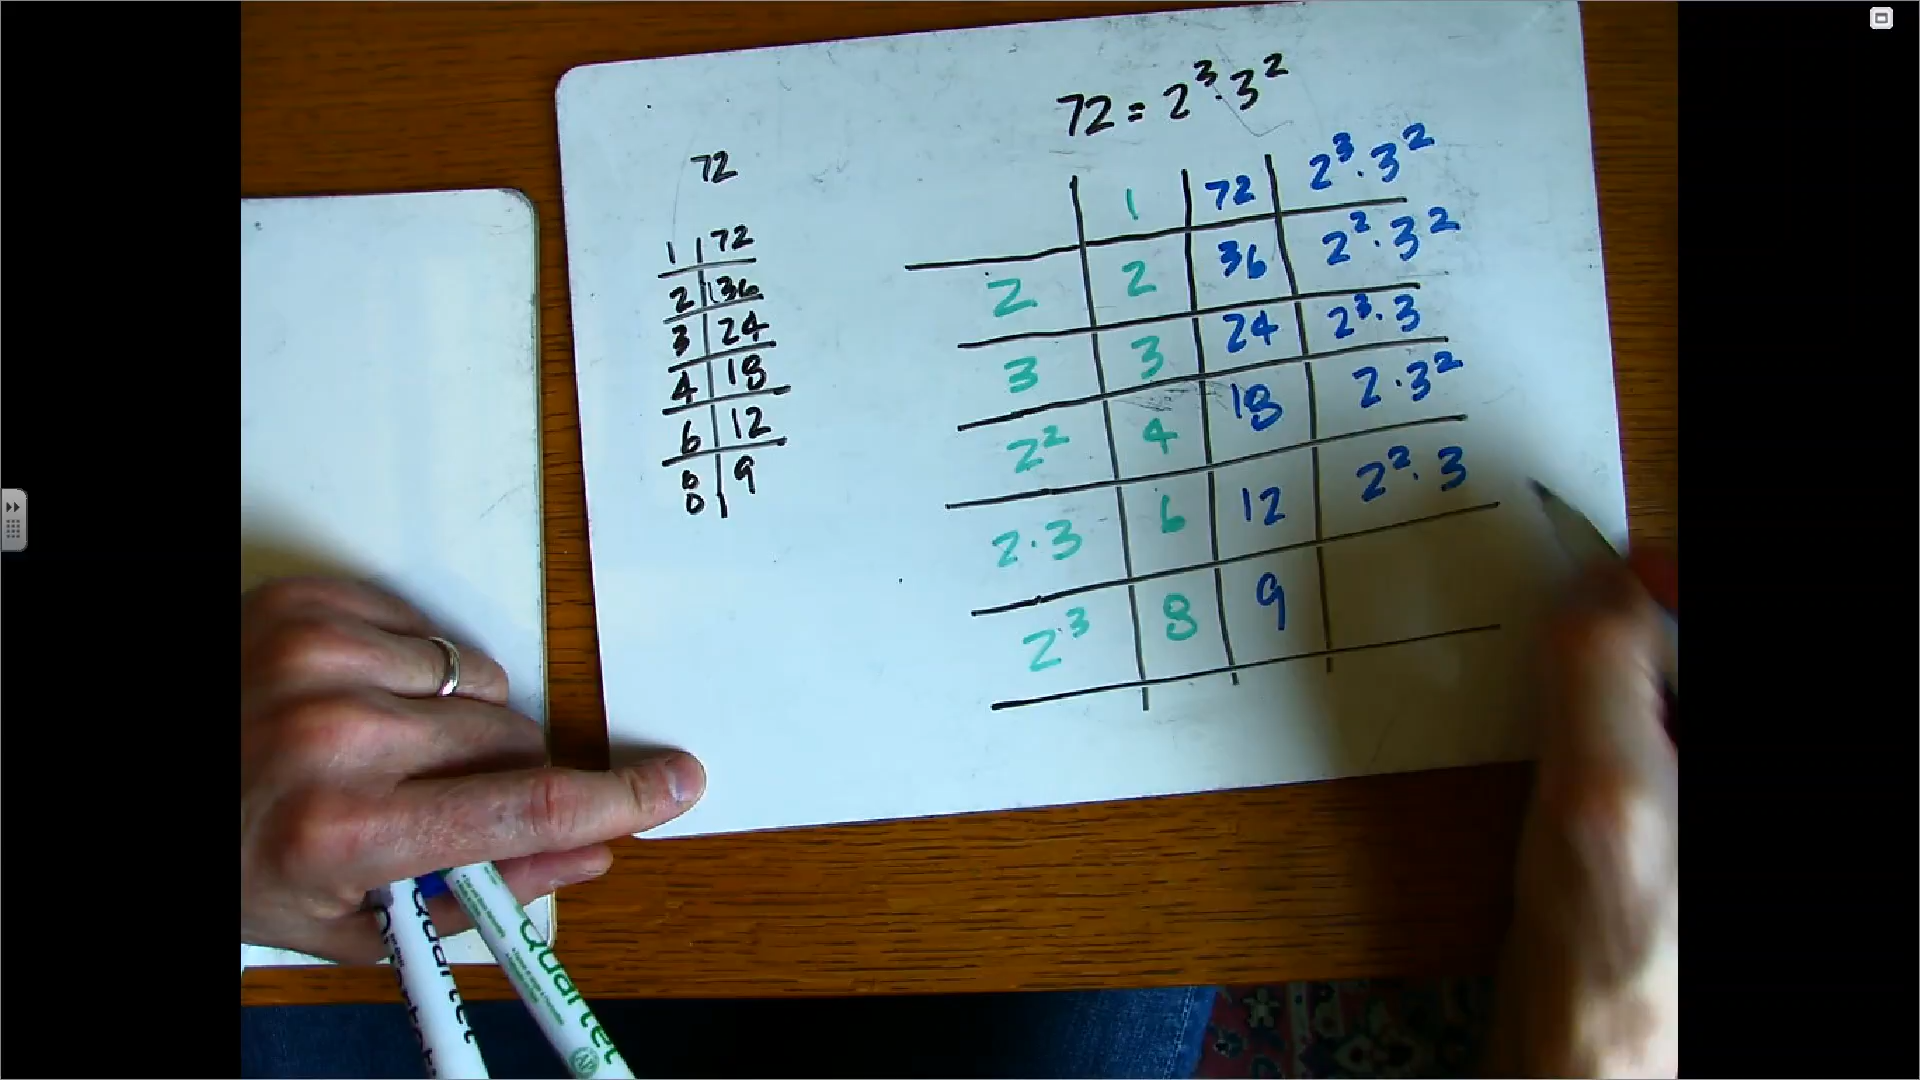 72 = 2³·3²
72
1 72
2 36
3 24
4 18
6 12
8 9
1 72 2³·3²
2 2 36 2²·3²
3 3 24 2³·3
2² 4 18 2·3²
2·3 6 12 2²·3
2³ 8 9
Quartet
Quartet